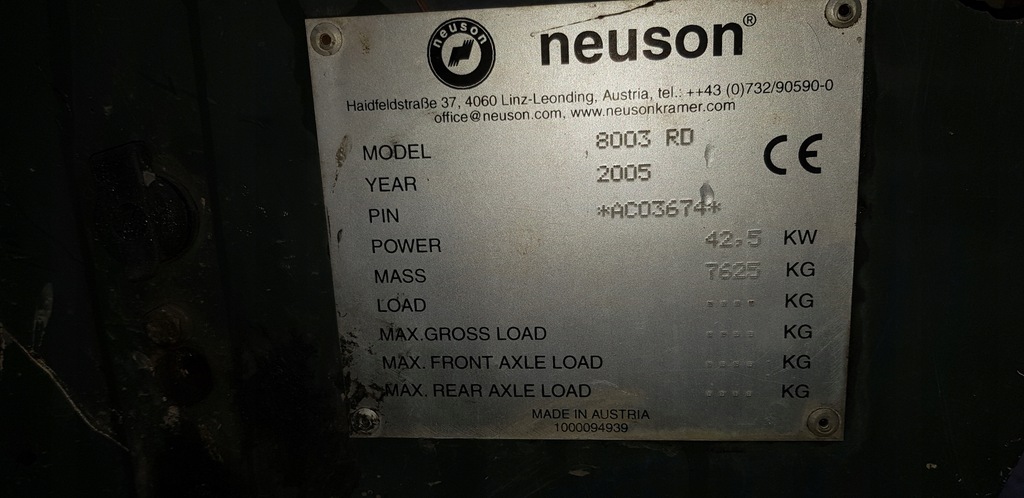 neuson
neuson®
Haidfeldstraße 37, 4060 Linz-Leonding, Austria, tel.: ++43 (0)732/90590-0
office@neuson.com, www.neusonkramer.com
MODEL 8003 RD
CE
YEAR 2005
PIN *AC03674*
POWER 42,5 KW
MASS 7625 KG
LOAD ---- KG
MAX.GROSS LOAD ---- KG
MAX. FRONT AXLE LOAD ---- KG
MAX. REAR AXLE LOAD ---- KG
MADE IN AUSTRIA
1000094939